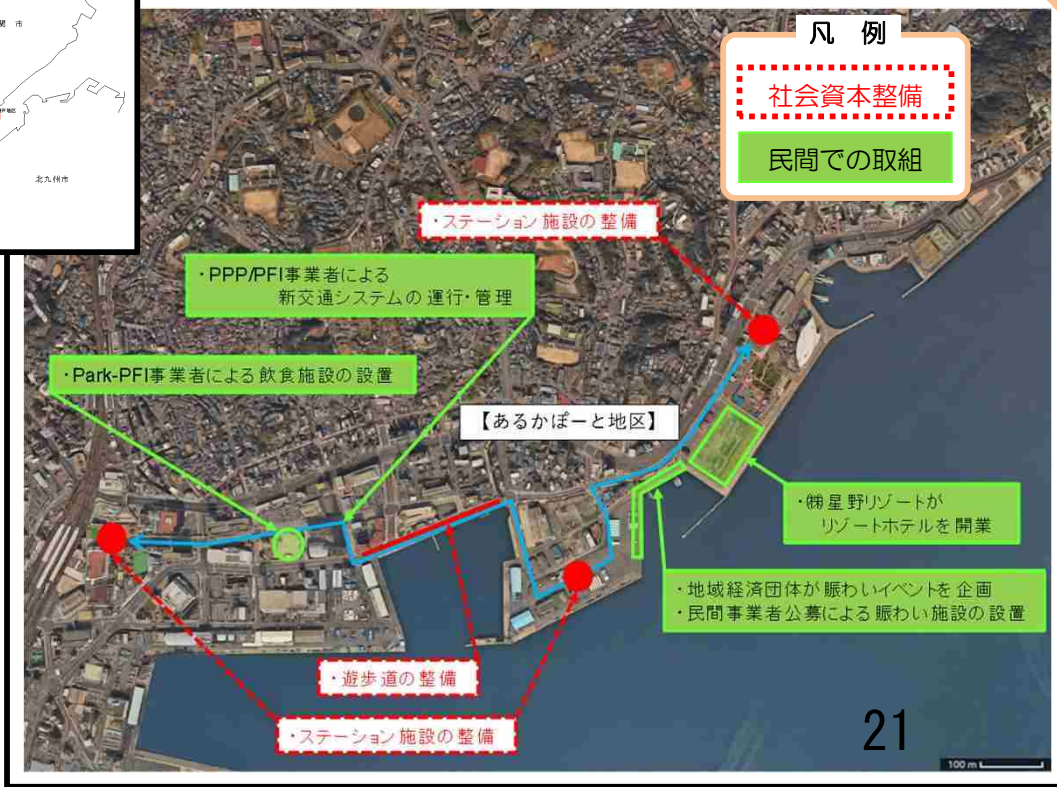 北九州市
凡 例
社会資本整備
民間での取組
・ステーション施設の整備
・PPP/PFI事業者による
新交通システムの運行・管理
・Park-PFI事業者による飲食施設の設置
【あるかぽーと地区】
・㈱星野リゾートが
リゾートホテルを開業
・地域経済団体が賑わいイベントを企画
・民間事業者公募による賑わい施設の設置
・遊歩道の整備
・ステーション施設の整備
21
100 m